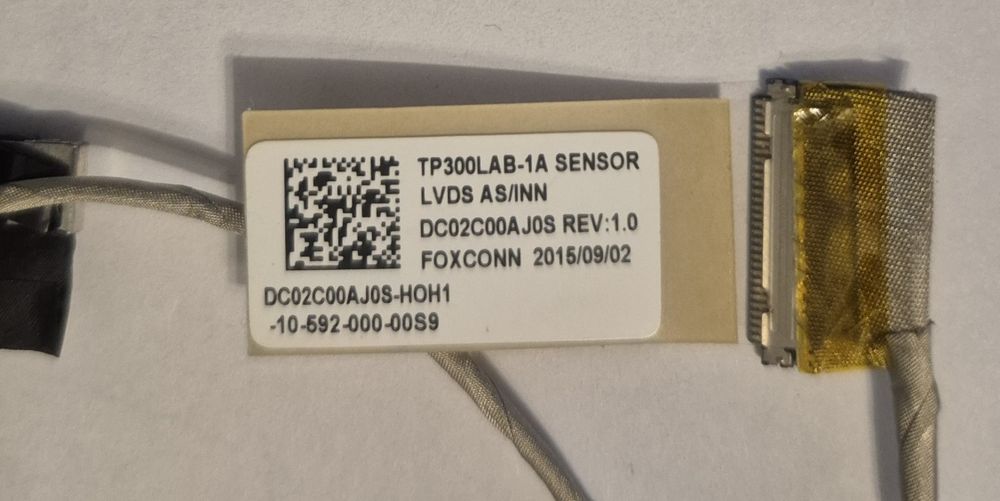 TP300LAB-1A SENSOR
LVDS AS/INN
DC02C00AJ0S REV:1.0
FOXCONN 2015/09/02
DC02C00AJ0S-HOH1
-10-592-000-00S9